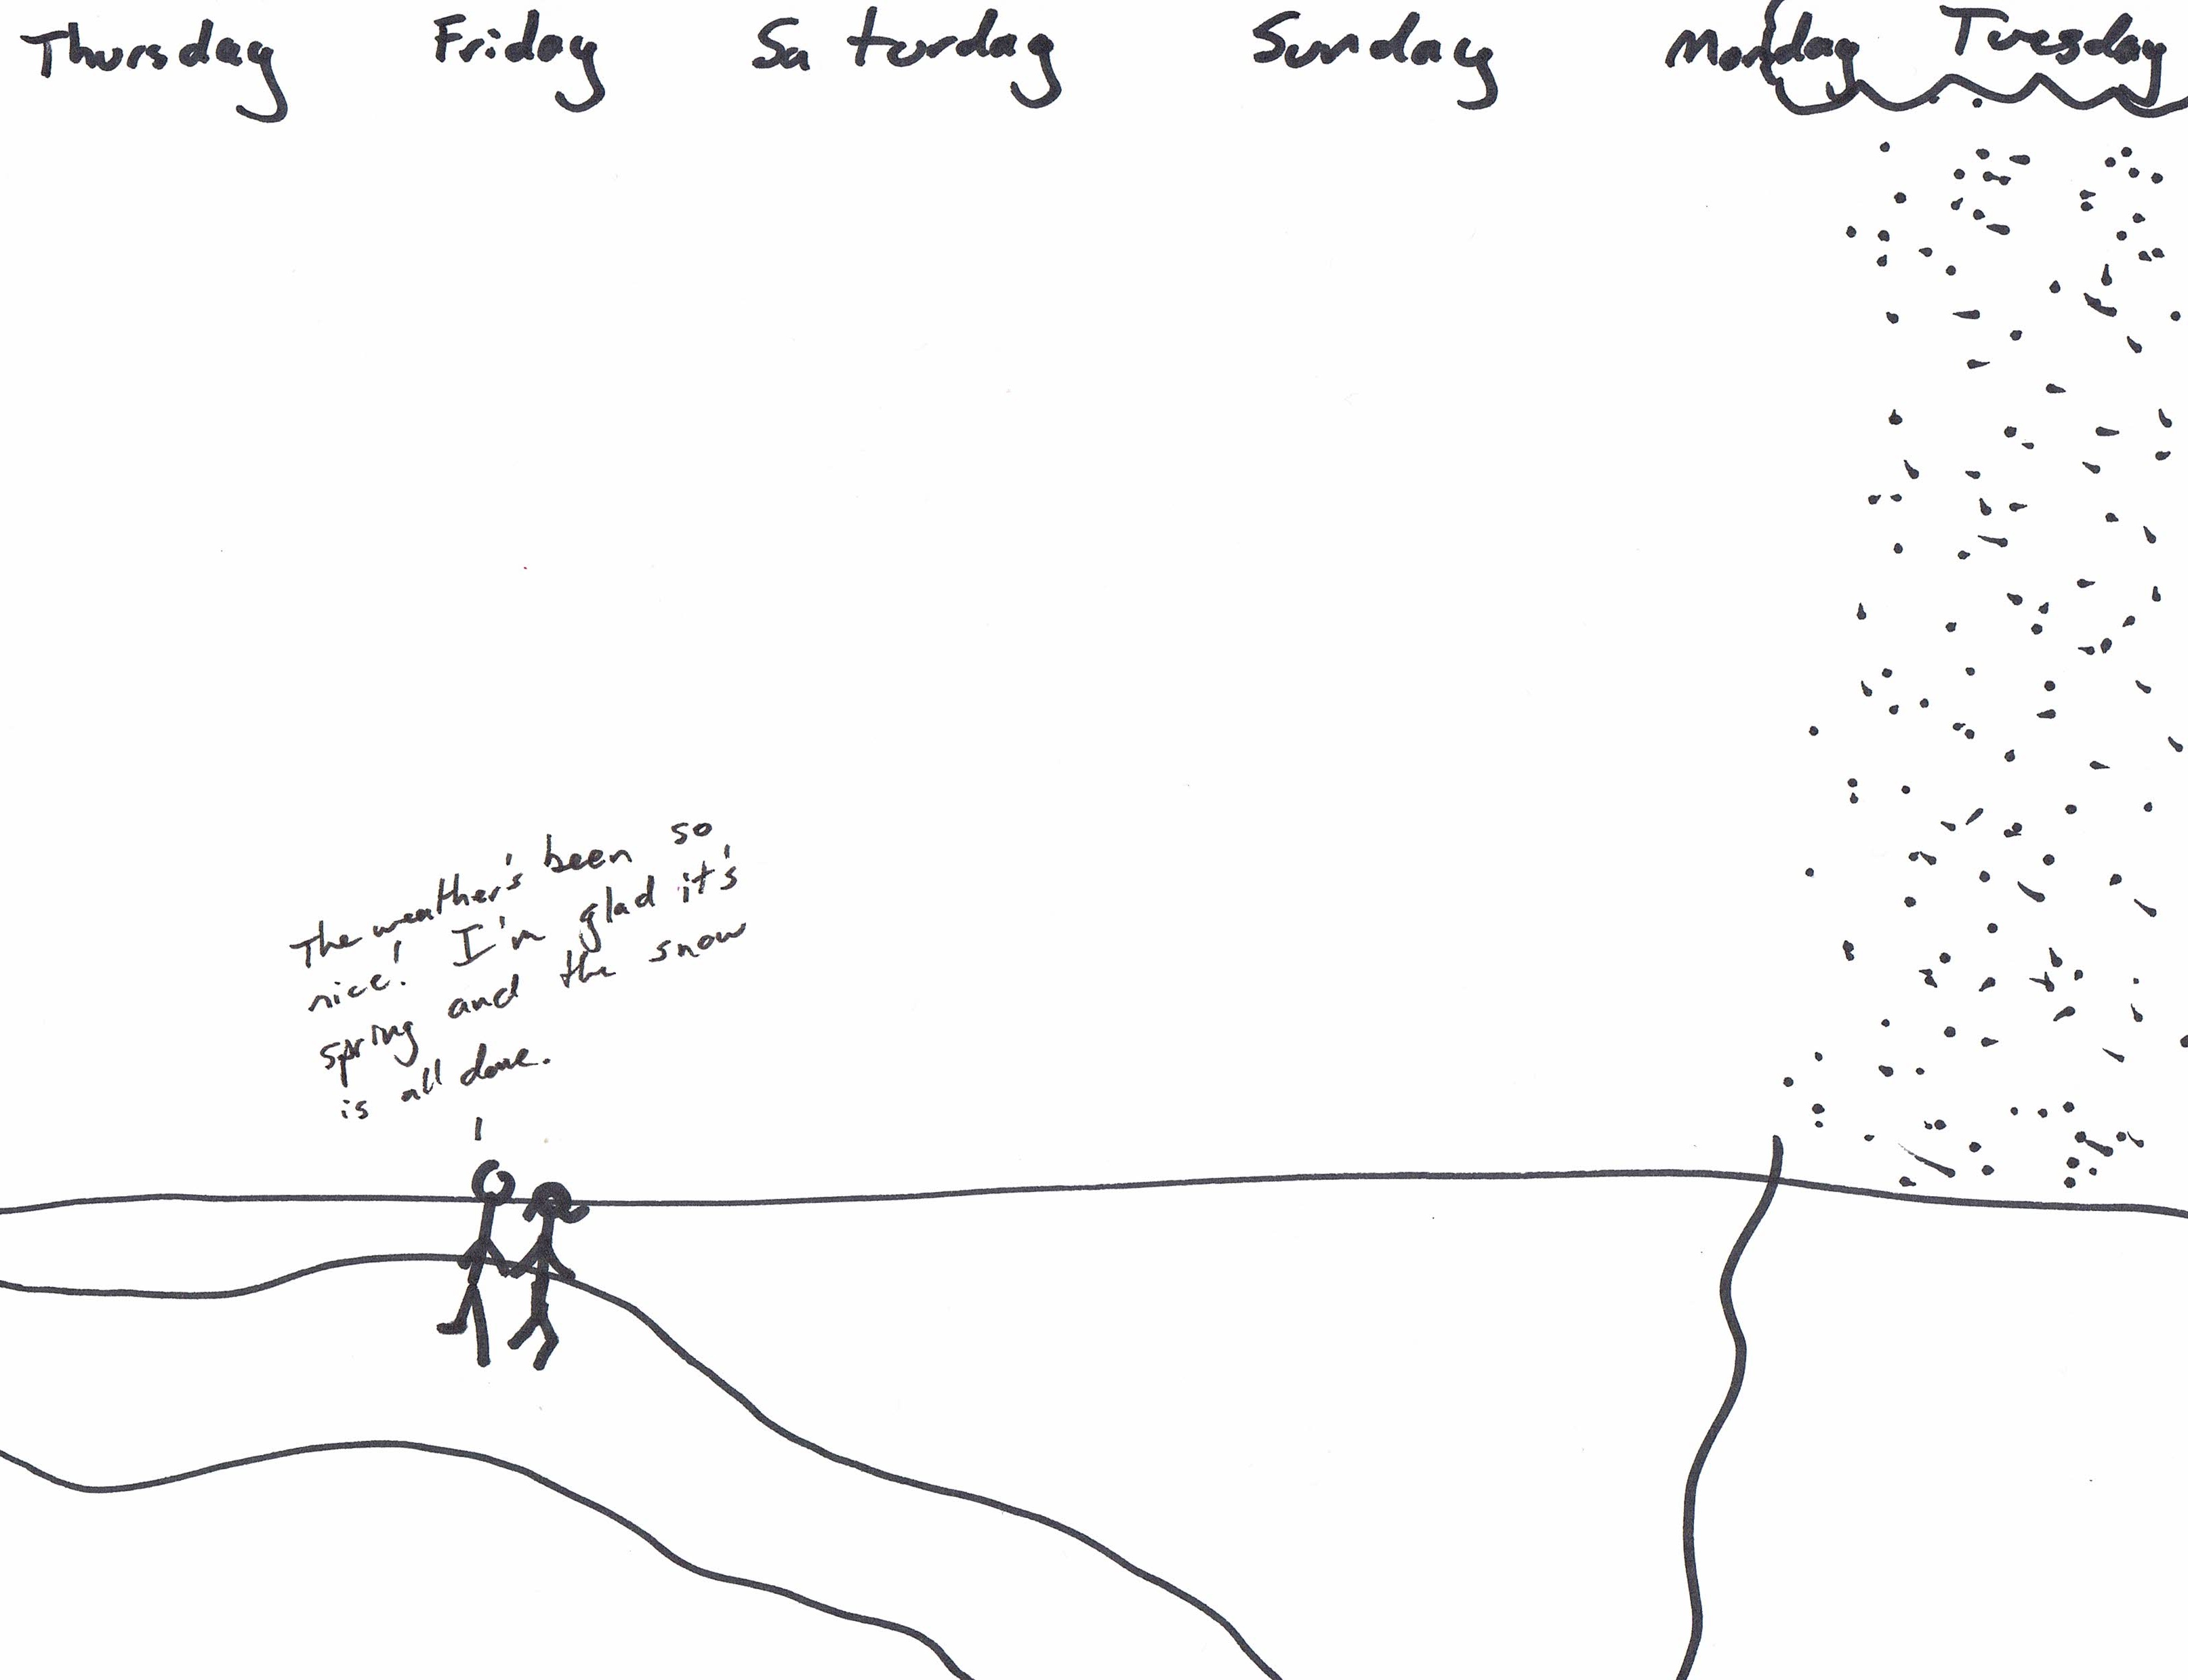 Thursday Friday Saturday Sunday Monday Tuesday
The weather's been so
nice! I'm glad it's
spring and the snow
is all done.